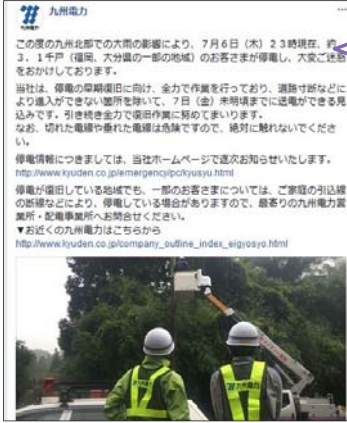 九州電力
この度の九州北部での大雨の影響により、７月６日（木）２３時現在、約
３．１千戸（福岡、大分県の一部の地域）のお客さまが停電し、大変ご迷惑
をおかけしております。
当社は、停電の早期復旧に向け、全力で作業を行っており、道路寸断などに
より進入ができない箇所を除いて、７日（金）未明頃までに送電ができる見
込みです。引き続き全力で復旧作業に努めてまいります。
なお、切れた電線や垂れた電線は危険ですので、絶対に触れないでくださ
い。
停電情報につきましては、当社ホームページで逐次お知らせいたします。
http://www.kyuden.co.jp/emergency/pc/kyusyu.html
停電が復旧している地域でも、一部のお客さまについては、ご家庭の引込線
の断線などにより、停電している場合がありますので、最寄りの九州電力営
業所・配電事業所へお問合せください。
▼お近くの九州電力はこちらから
http://www.kyuden.co.jp/company_outline_index_eigyosyo.html
九州電力